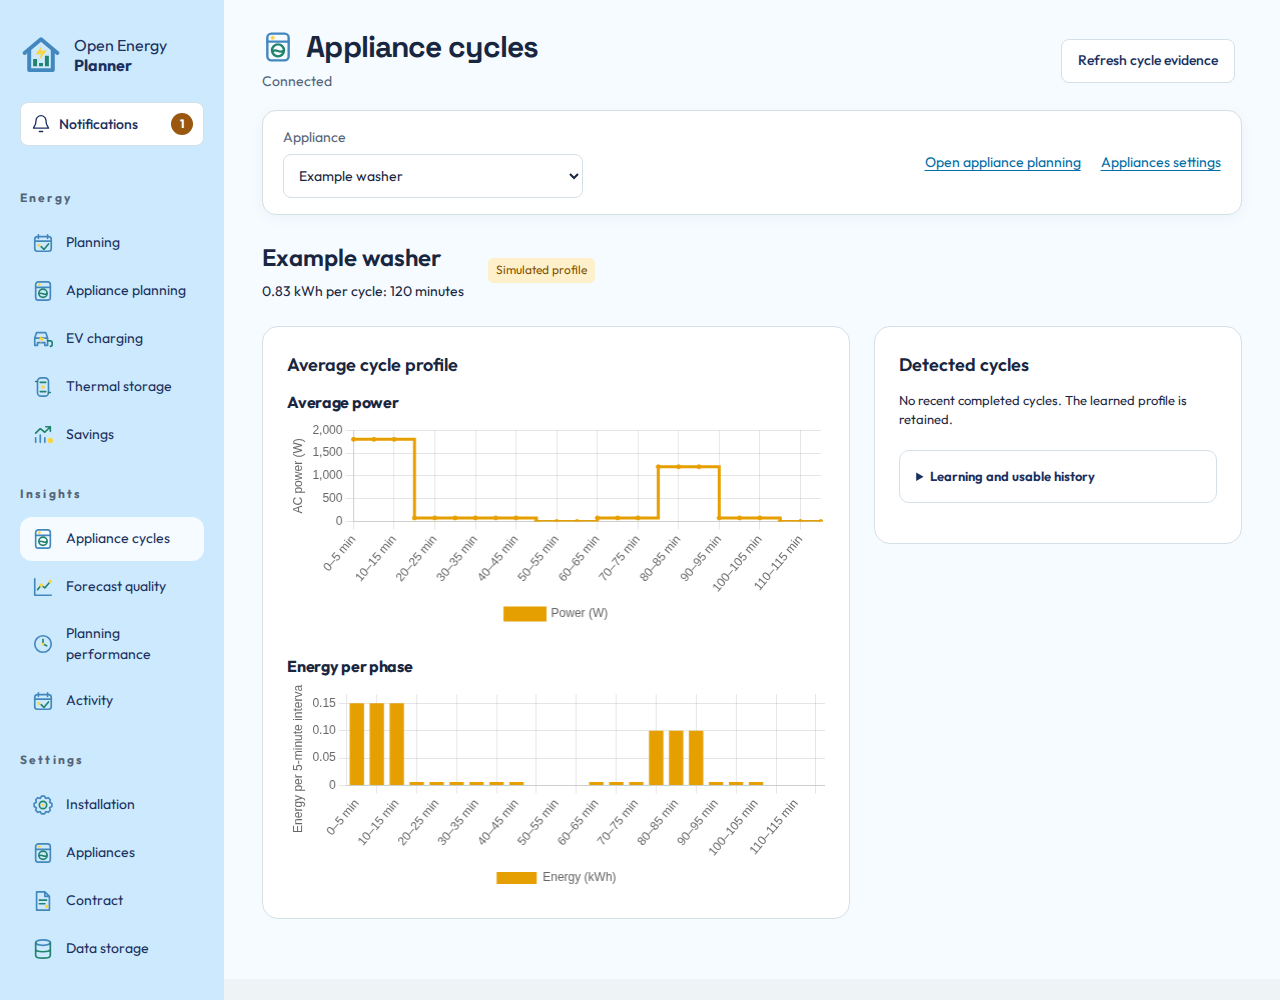 Open Energy
Planner
Notifications
1
Energy
Planning
Appliance planning
EV charging
Thermal storage
Savings
Insights
Appliance cycles
Forecast quality
Planning
performance
Activity
Settings
Installation
Appliances
Contract
Data storage
Appliance cycles
Connected
Refresh cycle evidence
Appliance
Example washer
Open appliance planning
Appliances settings
Example washer
0.83 kWh per cycle: 120 minutes
Simulated profile
Average cycle profile
Average power
AC power (W)
2,000
1,500
1,000
500
0
0–5 min
10–15 min
20–25 min
30–35 min
40–45 min
50–55 min
60–65 min
70–75 min
80–85 min
90–95 min
100–105 min
110–115 min
Power (W)
Energy per phase
Energy per 5-minute interva
0.15
0.10
0.05
0
0–5 min
10–15 min
20–25 min
30–35 min
40–45 min
50–55 min
60–65 min
70–75 min
80–85 min
90–95 min
100–105 min
110–115 min
Energy (kWh)
Detected cycles
No recent completed cycles. The learned profile is
retained.
Learning and usable history